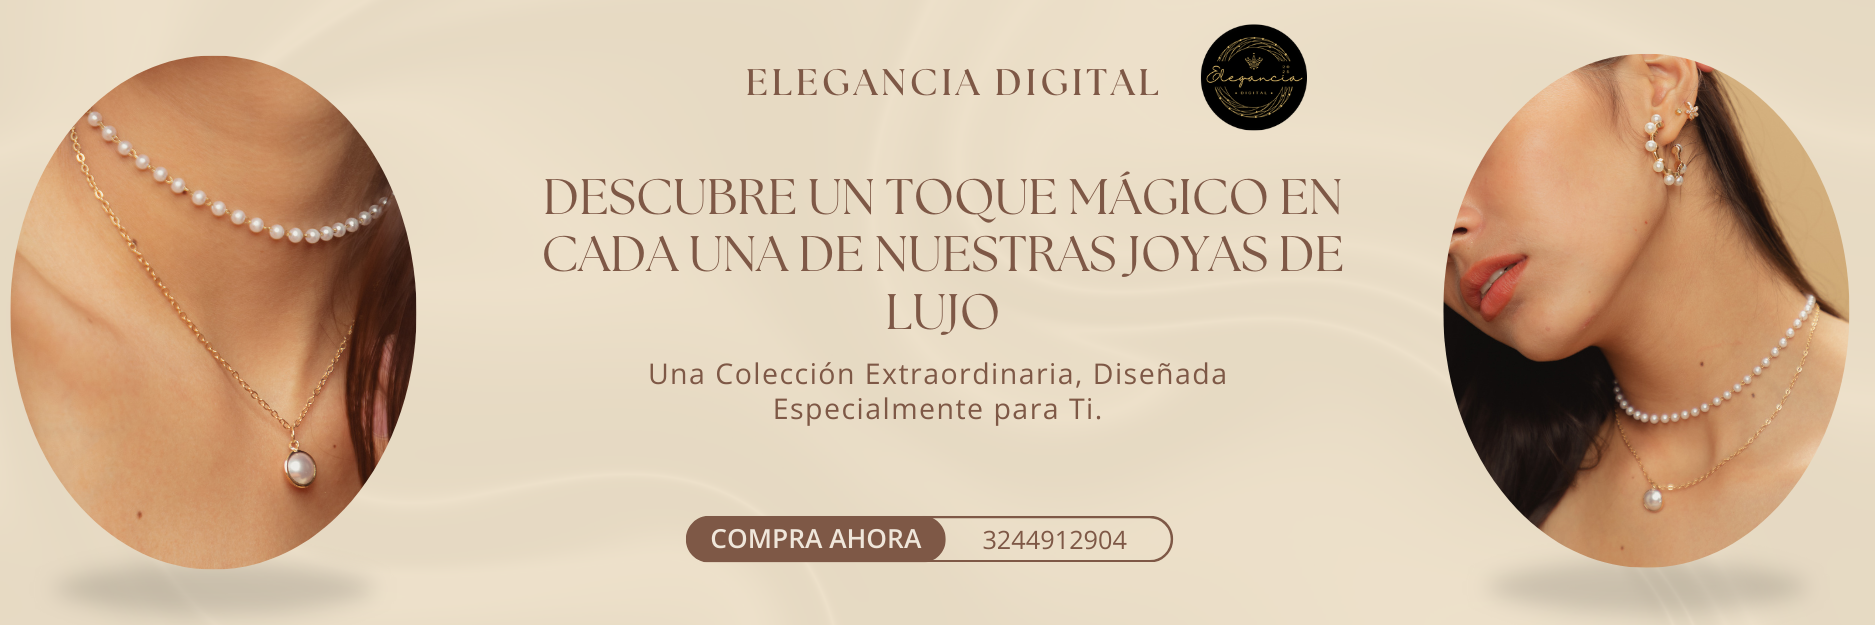 ELEGANCIA DIGITAL
Elegancia
DIGITAL
DESCUBRE UN TOQUE MÁGICO EN
CADA UNA DE NUESTRAS JOYAS DE
LUJO
Una Colección Extraordinaria, Diseñada
Especialmente para Ti.
COMPRA AHORA 3244912904